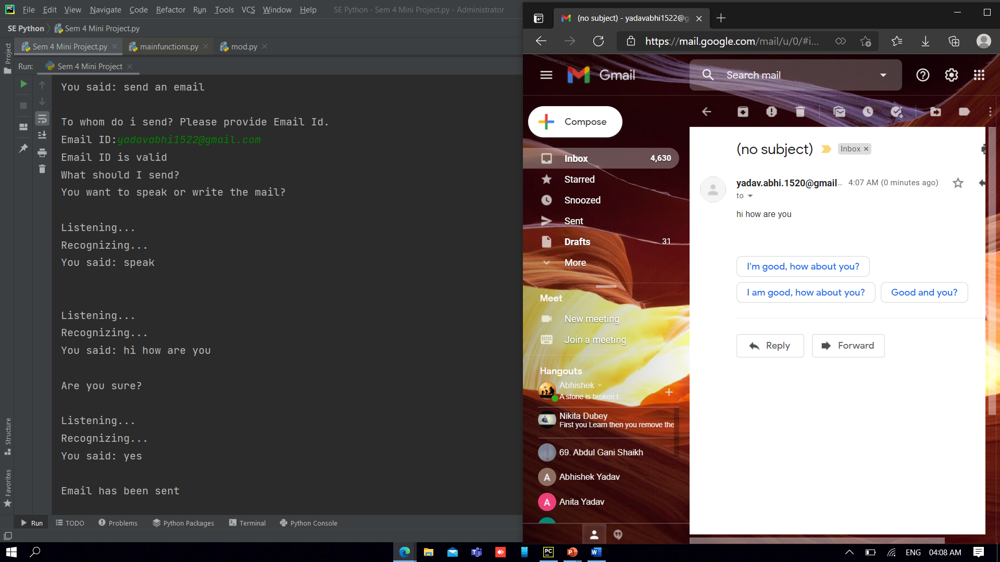 File Edit View Navigate Code Refactor Run Tools VCS Window Help SE Python - Sem 4 Mini Project.py - Administrator
SE Python Sem 4 Mini Project.py
Sem 4 Mini Project.py mainfunctions.py mod.py
Project
Run: Sem 4 Mini Project
You said: send an email
To whom do i send? Please provide Email Id.
Email ID:yadavabhi1522@gmail.com
Email ID is valid
What should I send?
You want to speak or write the mail?
Listening...
Recognizing...
You said: speak
Listening...
Recognizing...
You said: hi how are you
Are you sure?
Listening...
Recognizing...
You said: yes
Email has been sent
Structure
Favorites
Run TODO Problems Python Packages Terminal Python Console
(no subject) - yadavabhi1522@g
https://mail.google.com/mail/u/0/#i...
Gmail
Search mail
Compose
Inbox 4,630
Starred
Snoozed
Sent
Drafts 31
More
Meet
New meeting
Join a meeting
Hangouts
Abhishek
A stone is broken
Nikita Dubey
First you Learn then you remove the
69. Abdul Gani Shaikh
A Abhishek Yadav
A Anita Yadav
(no subject) Inbox
yadav.abhi.1520@gmail... 4:07 AM (0 minutes ago)
to
hi how are you
I'm good, how about you?
I am good, how about you? Good and you?
Reply Forward
ENG 04:08 AM